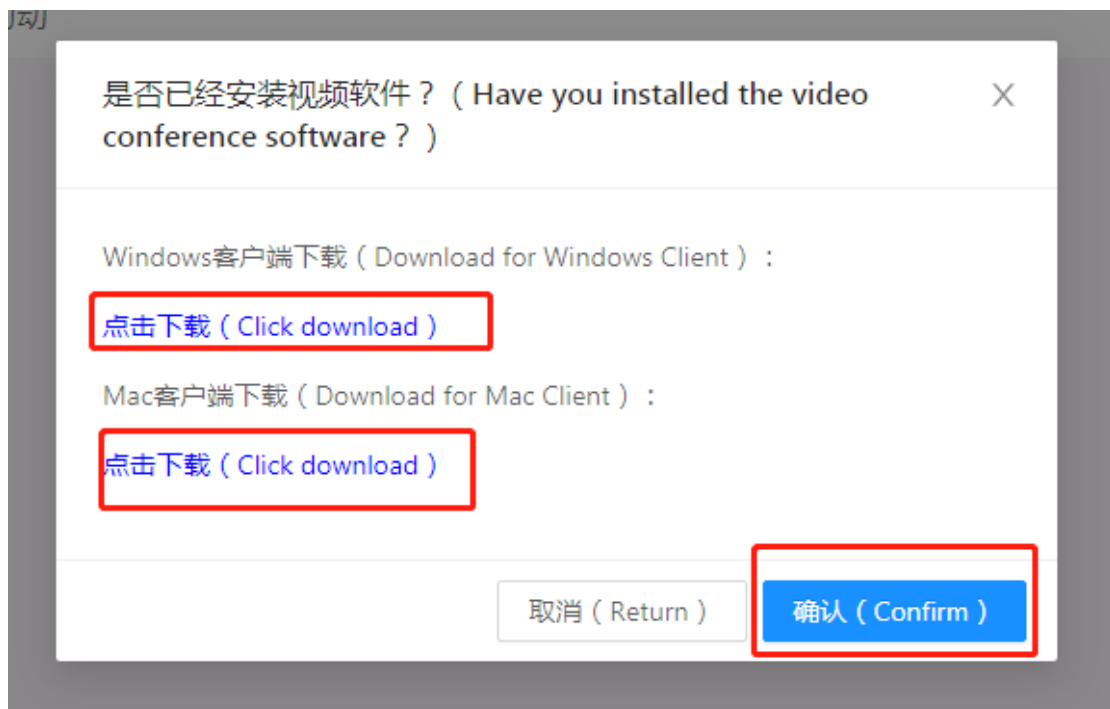 是否已经安装视频软件？（Have you installed the video
conference software？）
Windows客户端下载（Download for Windows Client）：
点击下载（Click download）
Mac客户端下载（Download for Mac Client）：
点击下载（Click download）
取消（Return）
确认（Confirm）